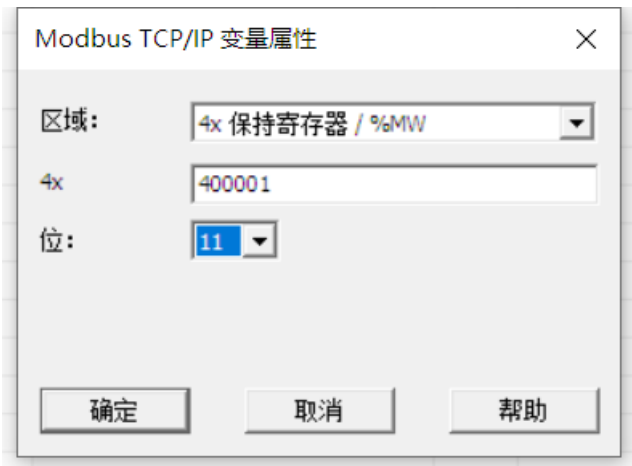 Modbus TCP/IP 变量属性
区域: 4x 保持寄存器 / %MW
4x 400001
位: 11
确定 取消 帮助